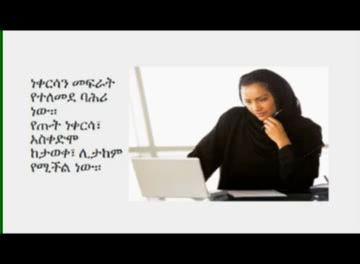 ነቀርሳን መፍራት
የተለመደ ባሕሪ
ነው።
የጡት ነቀርሳ፣
አስቀድሞ
ከታወቀ፣ ሊታከም
የሚችል ነው።